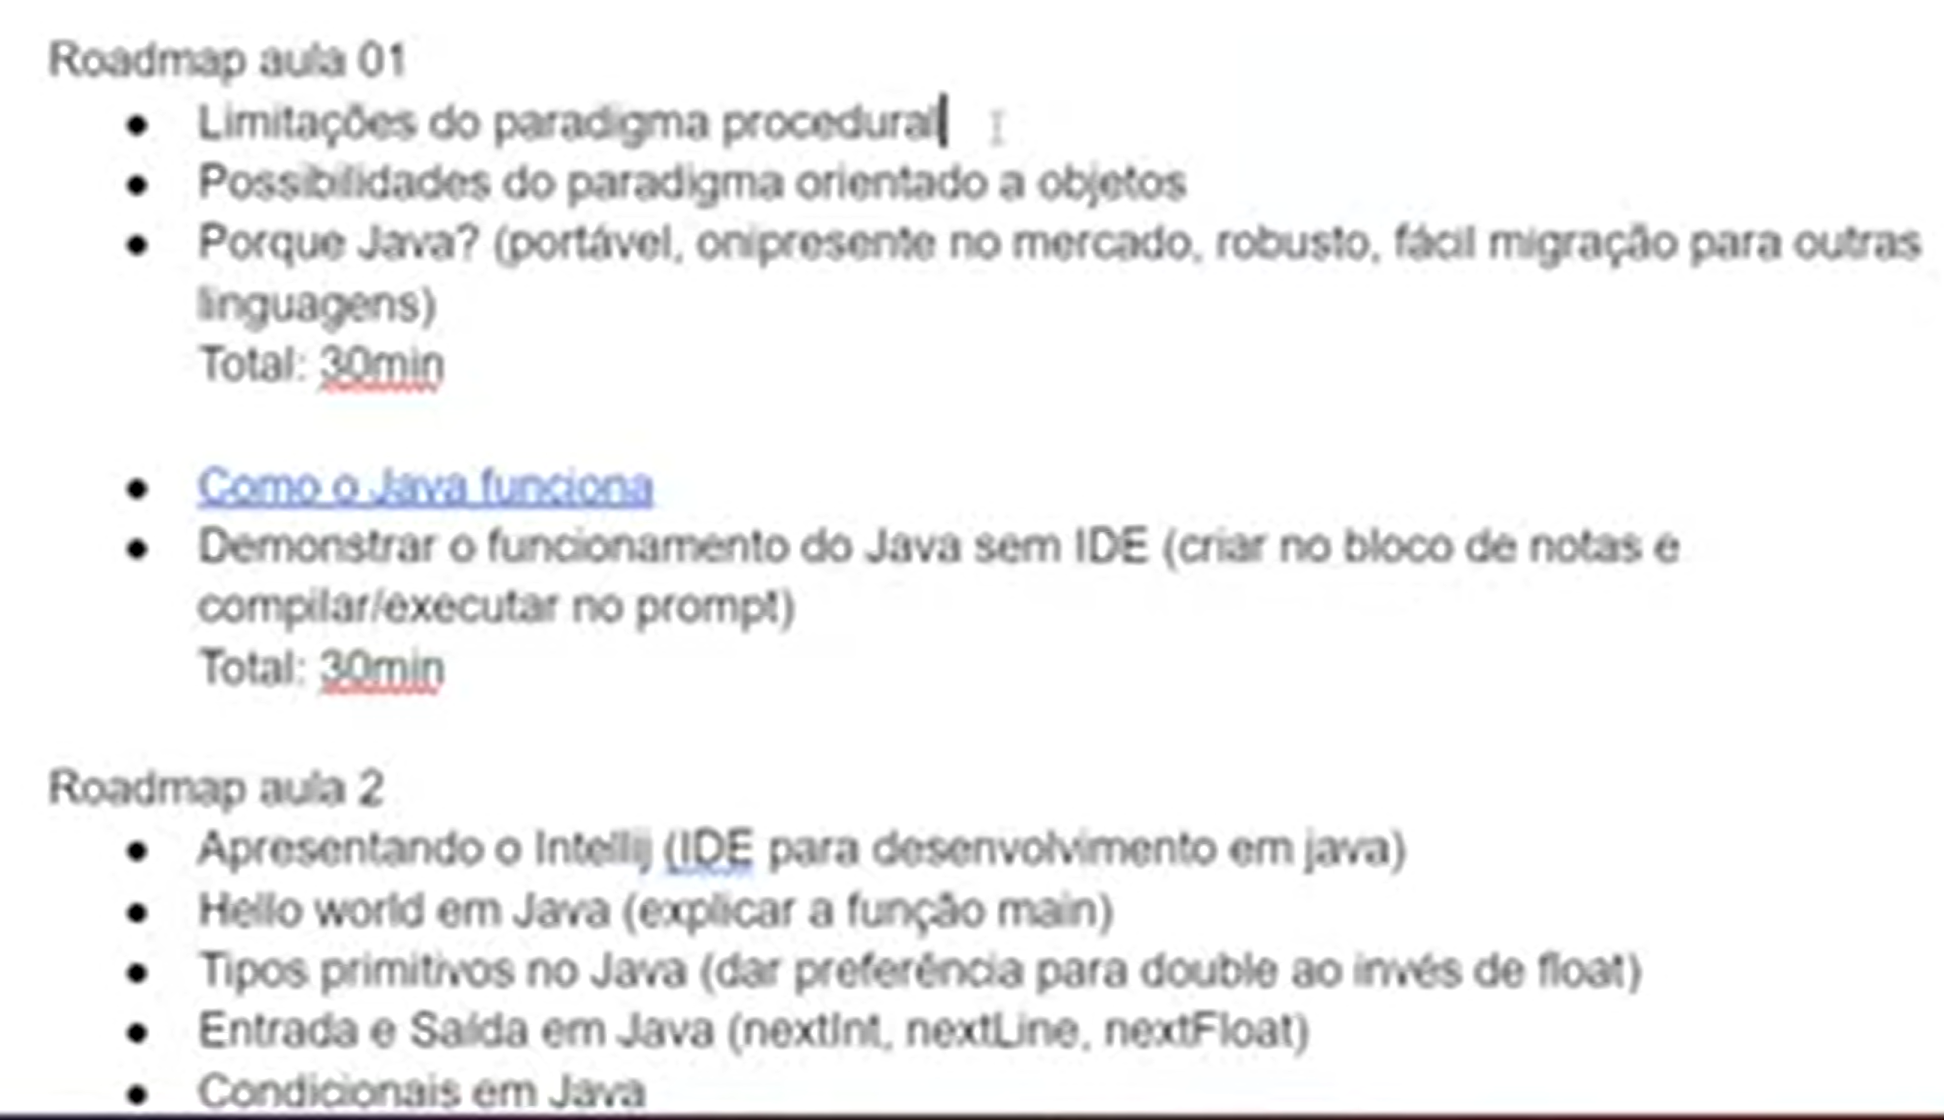 Roadmap aula 01
● Limitações do paradigma procedural
● Possibilidades do paradigma orientado a objetos
● Porque Java? (portável, onipresente no mercado, robusto, fácil migração para outras
linguagens)
Total: 30min
● Como o Java funciona
● Demonstrar o funcionamento do Java sem IDE (criar no bloco de notas e
compilar/executar no prompt)
Total: 30min
Roadmap aula 2
● Apresentando o Intellij (IDE para desenvolvimento em java)
● Hello world em Java (explicar a função main)
● Tipos primitivos no Java (dar preferência para double ao invés de float)
● Entrada e Saída em Java (nextInt, nextLine, nextFloat)
● Condicionais em Java